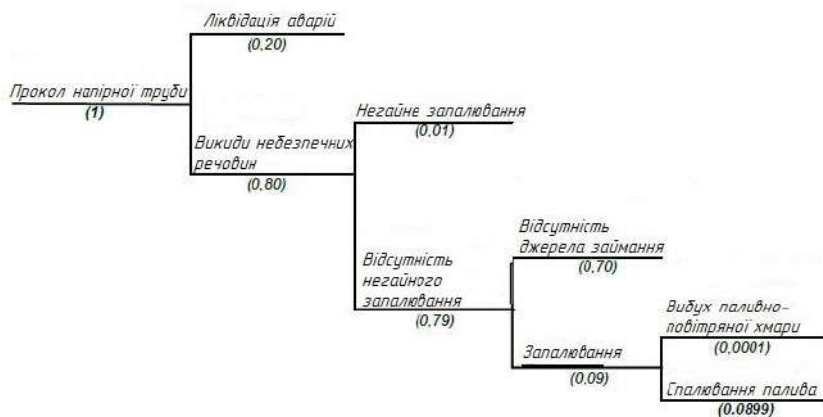 Ліквідація аварій
(0,20)
Прокол напірної труби
(1)
Негайне запалювання
(0,01)
Викиди небезпечних
речовин
(0,80)
Відсутність
джерела займання
(0,70)
Відсутність
негайного
запалювання
(0,79)
Вибух паливно-
повітряної хмари
(0,0001)
Запалювання
(0.09)
Спалювання палива
(0.0899)